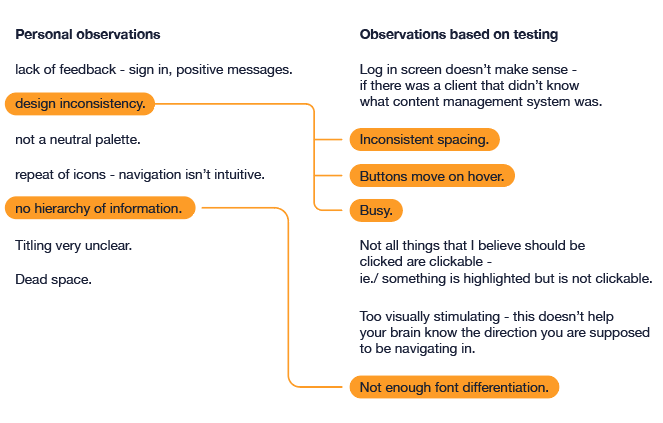 Personal observations
lack of feedback - sign in, positive messages.
design inconsistency.
not a neutral palette.
repeat of icons - navigation isn’t intuitive.
no hierarchy of information.
Titling very unclear.
Dead space.
Observations based on testing
Log in screen doesn’t make sense -
if there was a client that didn’t know
what content management system was.
Inconsistent spacing.
Buttons move on hover.
Busy.
Not all things that I believe should be
clicked are clickable -
ie./ something is highlighted but is not clickable.
Too visually stimulating - this doesn’t help
your brain know the direction you are supposed
to be navigating in.
Not enough font differentiation.